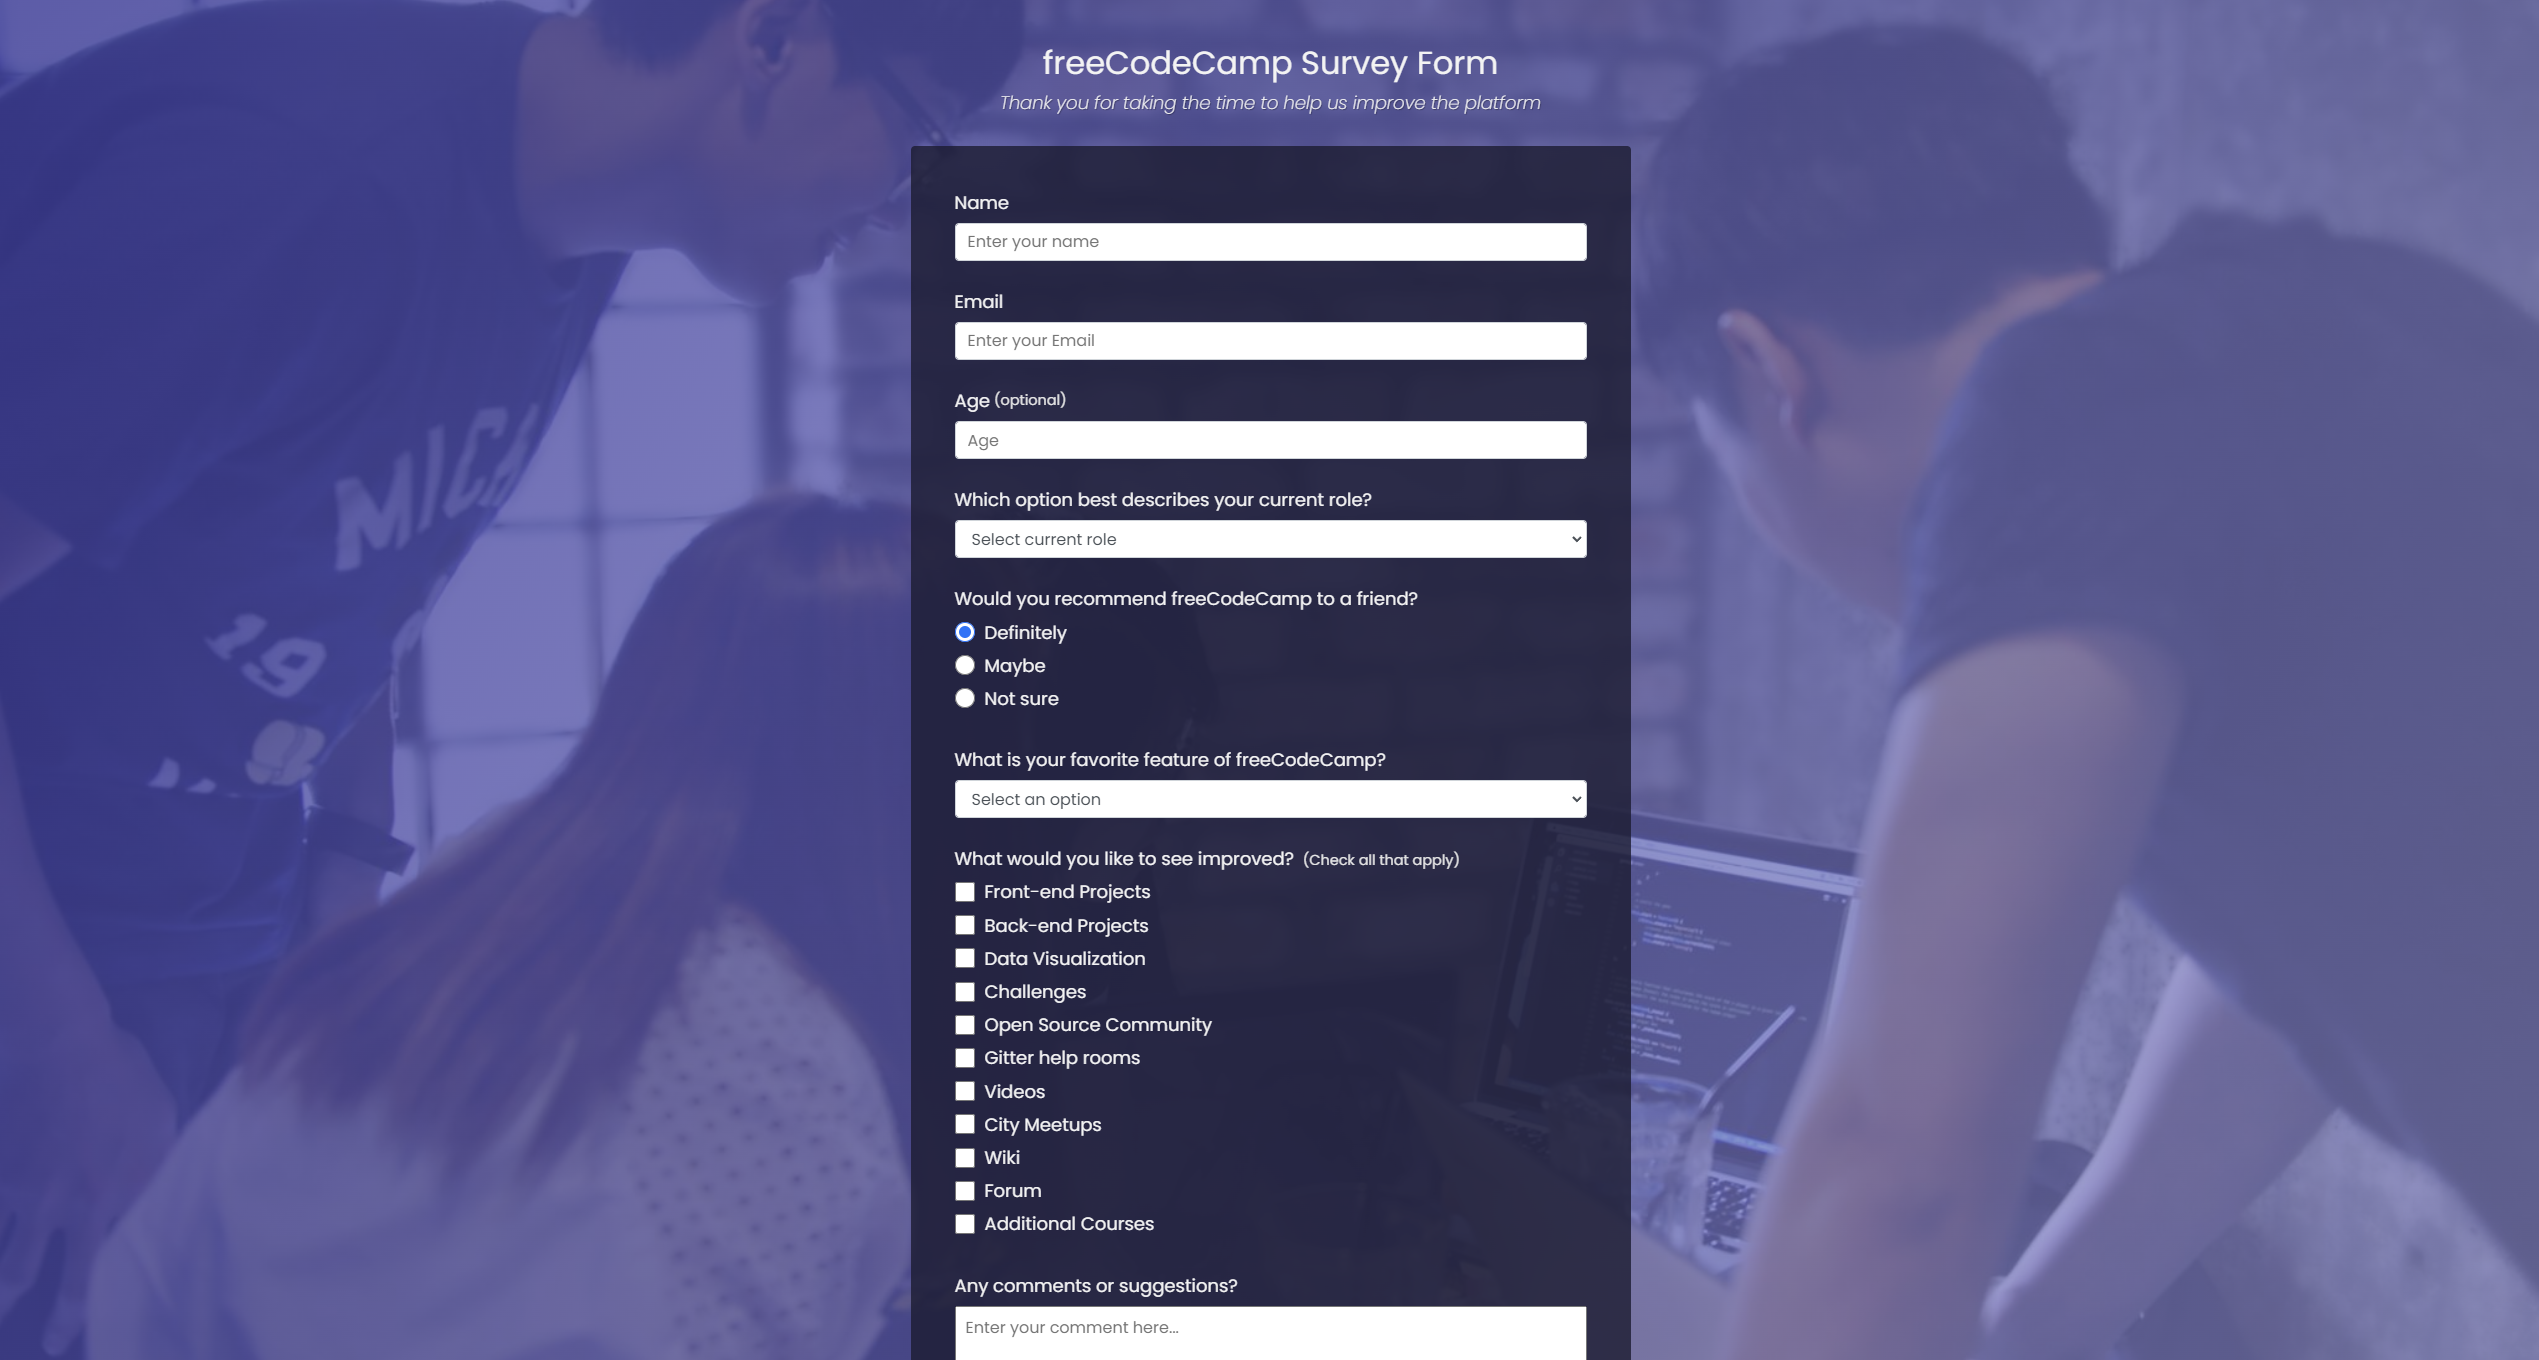 freeCodeCamp Survey Form
Thank you for taking the time to help us improve the platform
Name
Enter your name
Email
Enter your Email
Age (optional)
Age
Which option best describes your current role?
Select current role
Would you recommend freeCodeCamp to a friend?
Definitely
Maybe
Not sure
What is your favorite feature of freeCodeCamp?
Select an option
What would you like to see improved? (Check all that apply)
Front-end Projects
Back-end Projects
Data Visualization
Challenges
Open Source Community
Gitter help rooms
Videos
City Meetups
Wiki
Forum
Additional Courses
Any comments or suggestions?
Enter your comment here...
MICH
19